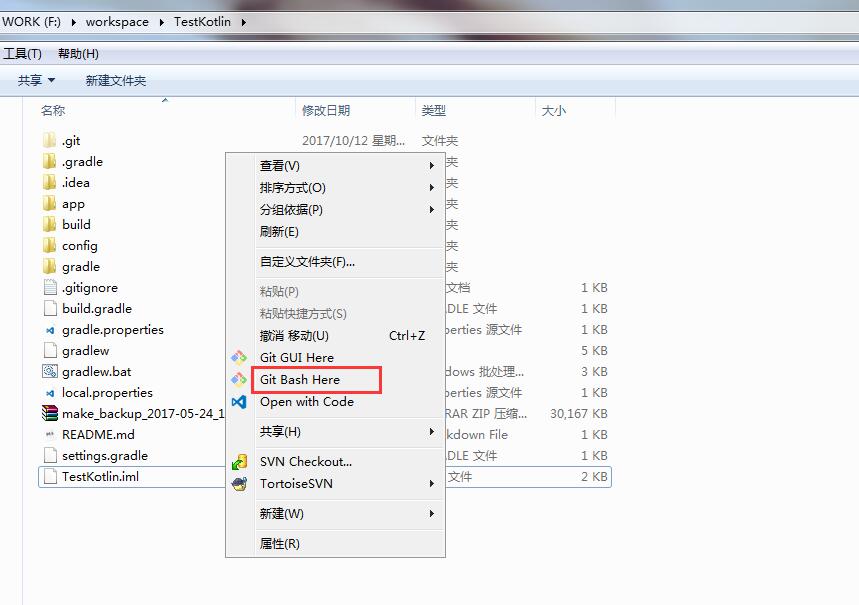 WORK (F:) ▸ workspace ▸ TestKotlin ▸
工具(T) 帮助(H)
共享 新建文件夹
名称 修改日期 类型 大小
.git 2017/10/12 星期... 文件夹
.gradle 夹
.idea 夹
app 夹
build 夹
config 夹
gradle 夹
.gitignore 文档 1 KB
build.gradle DLE 文件 1 KB
gradle.properties perties 源文件 1 KB
gradlew 5 KB
gradlew.bat dows 批处理... 3 KB
local.properties perties 源文件 1 KB
make_backup_2017-05-24_1 RAR ZIP 压缩... 30,167 KB
README.md kdown File 1 KB
settings.gradle DLE 文件 1 KB
TestKotlin.iml 文件 2 KB
查看(V)
排序方式(O)
分组依据(P)
刷新(E)
自定义文件夹(F)...
粘贴(P)
粘贴快捷方式(S)
撤消 移动(U) Ctrl+Z
Git GUI Here
Git Bash Here
Open with Code
共享(H)
SVN Checkout...
TortoiseSVN
新建(W)
属性(R)